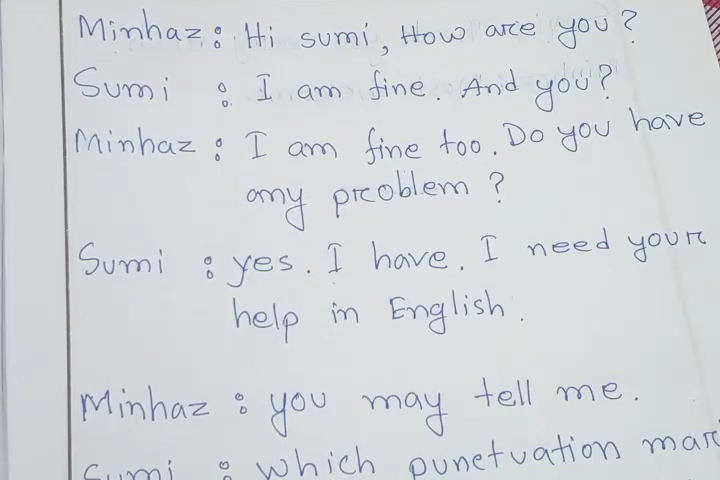 Minhaz : Hi sumi, How are you?
Sumi : I am fine. And you?
Minhaz : I am fine too. Do you have
any problem ?
Sumi : yes. I have. I need your
help in English.
Minhaz : you may tell me.
Sumi : which punctuation